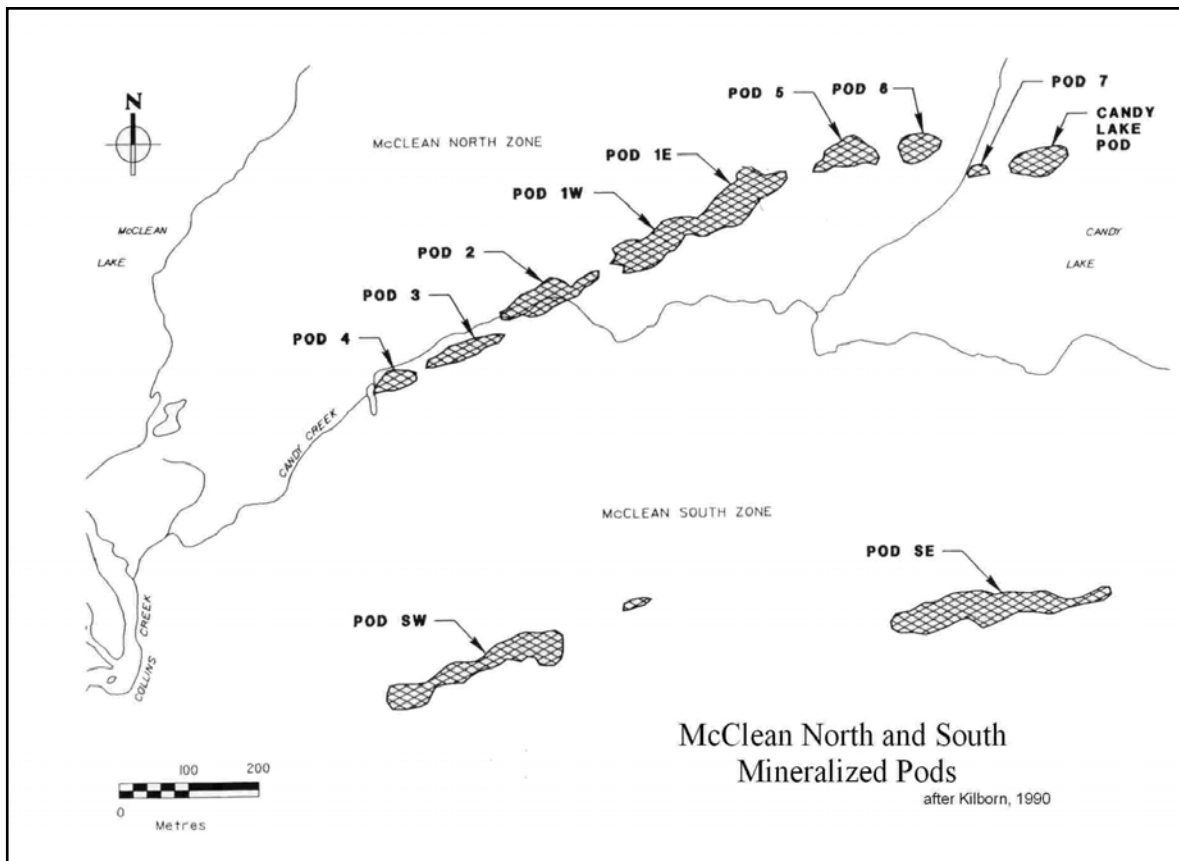 N
McCLEAN NORTH ZONE
POD 5
POD 6
POD 7
CANDY
LAKE
POD
POD 1E
POD 1W
McCLEAN
LAKE
CANDY
LAKE
POD 2
POD 3
POD 4
CANDY CREEK
McCLEAN SOUTH ZONE
POD SE
POD SW
COLLINS CREEK
100 200
0
Metres
McClean North and South
Mineralized Pods
after Kilborn, 1990